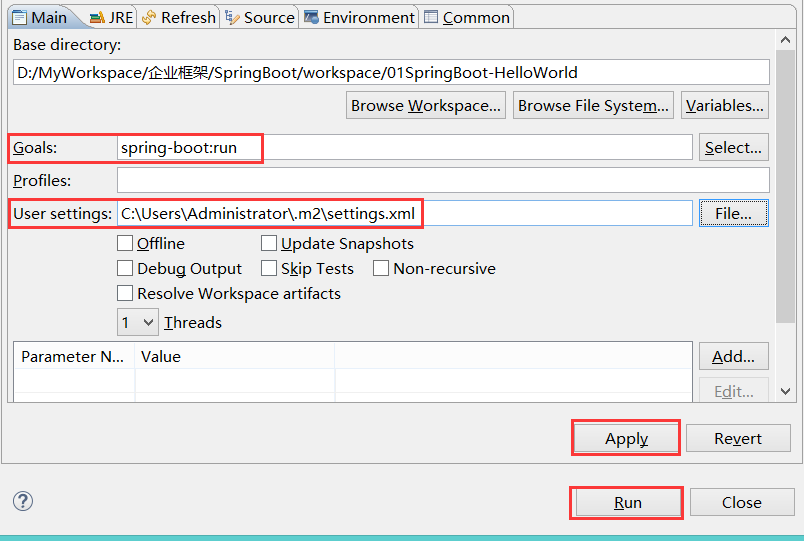 Main JRE Refresh Source Environment Common
Base directory:
D:/MyWorkspace/企业框架/SpringBoot/workspace/01SpringBoot-HelloWorld
Browse Workspace... Browse File System... Variables...
Goals: spring-boot:run Select...
Profiles:
User settings: C:\Users\Administrator\.m2\settings.xml File...
Offline Update Snapshots
Debug Output Skip Tests Non-recursive
Resolve Workspace artifacts
1 Threads
Parameter N... Value Add...
Edit...
Apply Revert
? Run Close